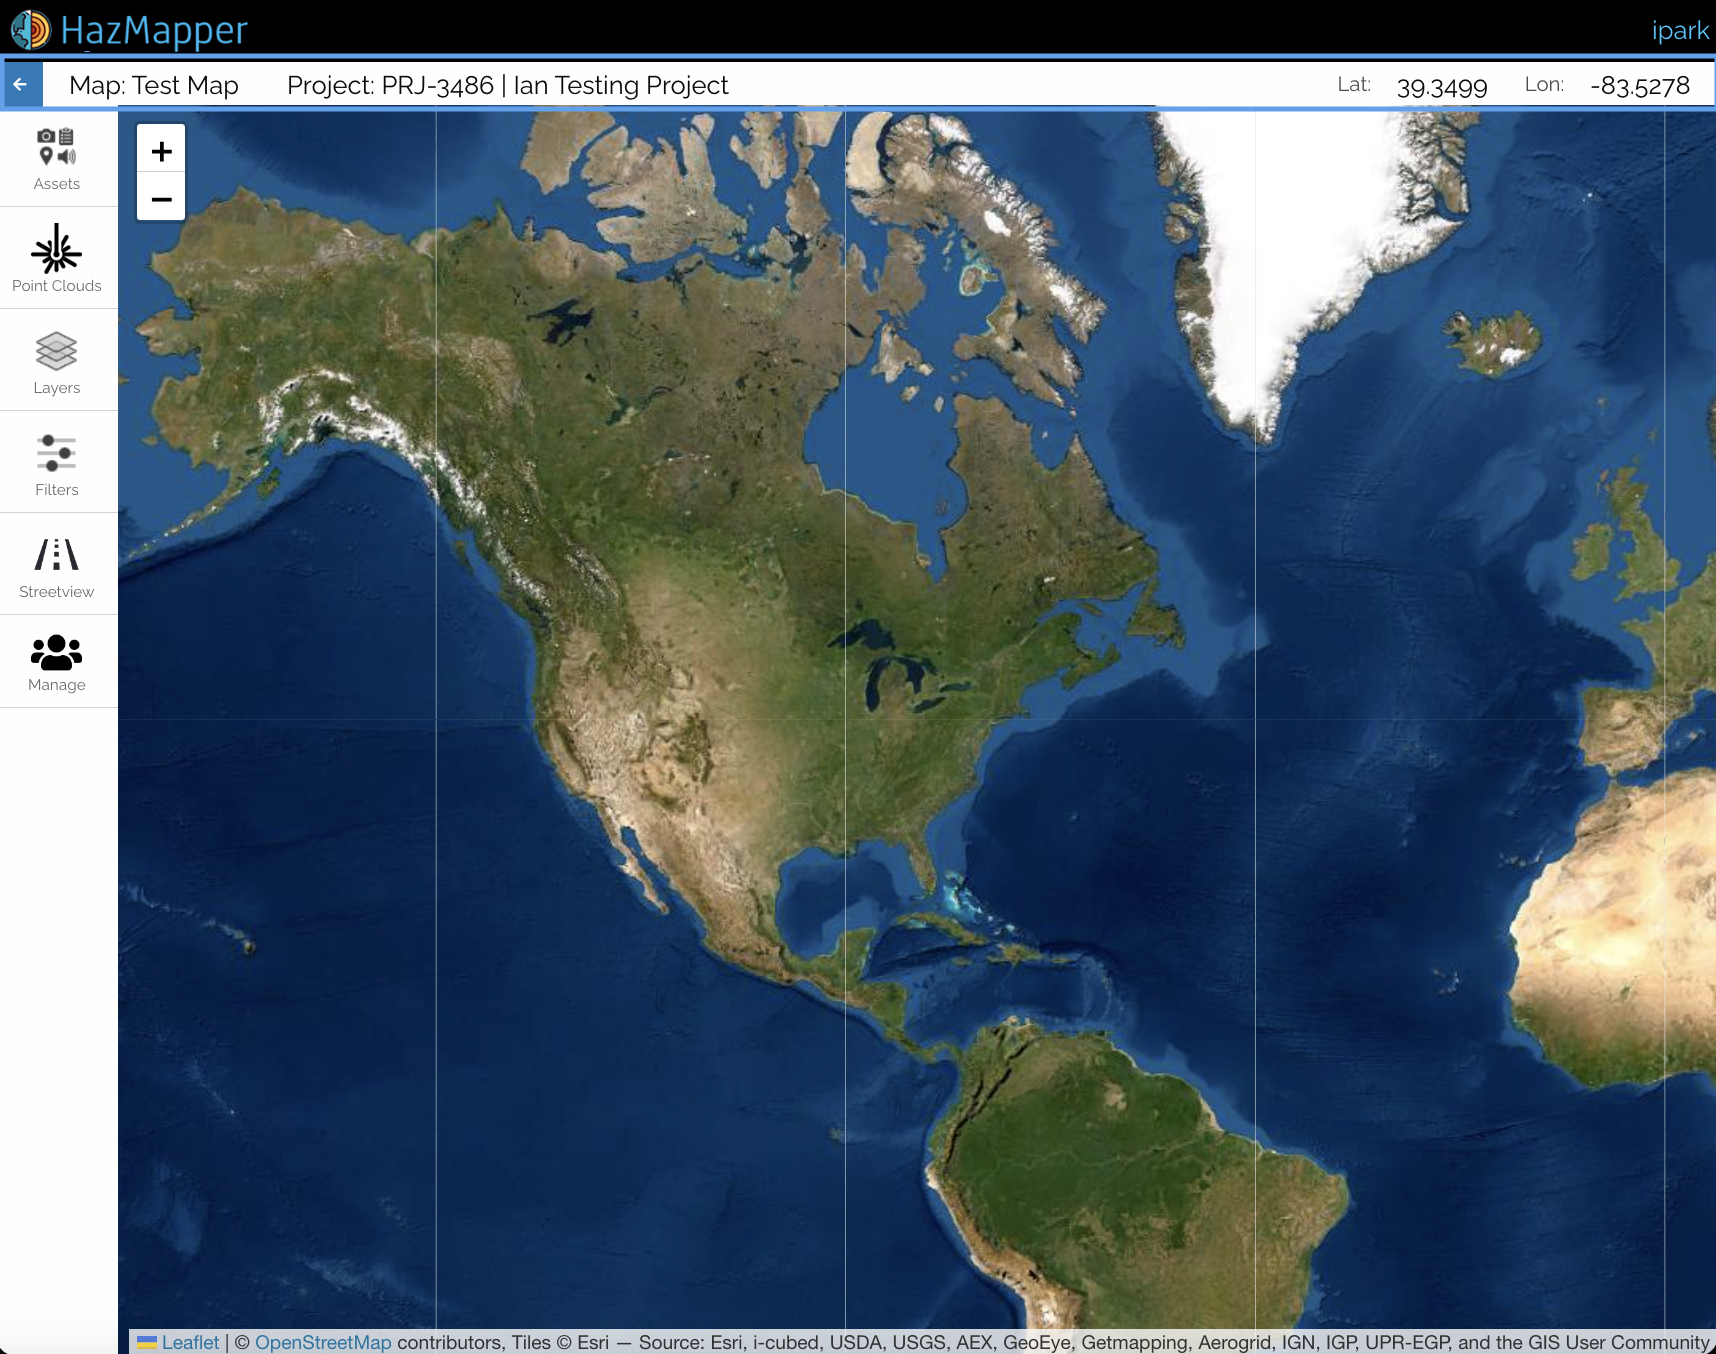 HazMapper
ipark
Map: Test Map Project: PRJ-3486 | Ian Testing Project Lat: 39.3499 Lon: -83.5278
+
−
Assets
Point Clouds
Layers
Filters
Streetview
Manage
Leaflet | © OpenStreetMap contributors, Tiles © Esri — Source: Esri, i-cubed, USDA, USGS, AEX, GeoEye, Getmapping, Aerogrid, IGN, IGP, UPR-EGP, and the GIS User Community